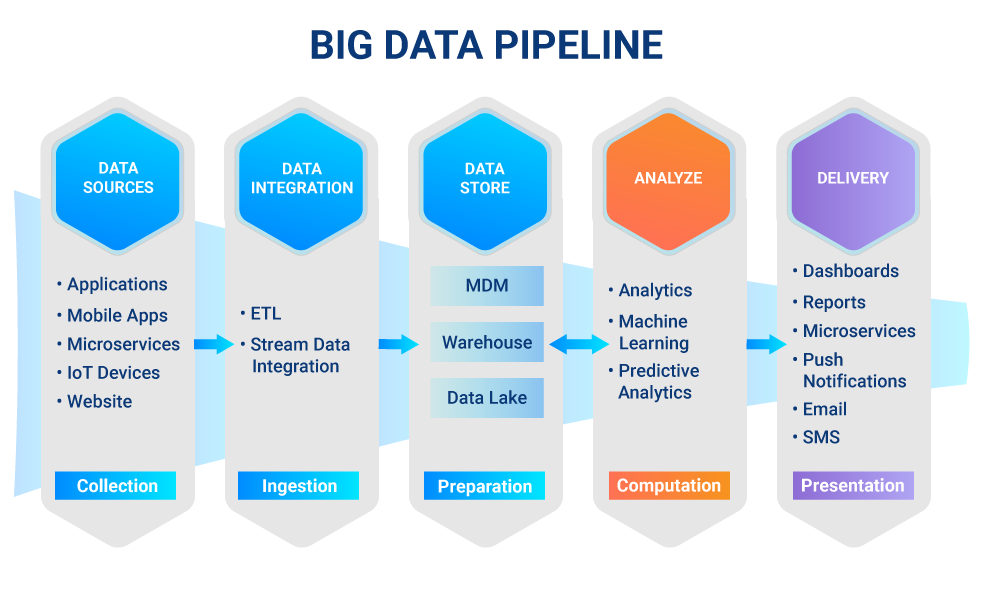 BIG DATA PIPELINE
DATA
SOURCES
• Applications
• Mobile Apps
• Microservices
• IoT Devices
• Website
Collection
DATA
INTEGRATION
• ETL
• Stream Data
Integration
Ingestion
DATA
STORE
MDM
Warehouse
Data Lake
Preparation
ANALYZE
• Analytics
• Machine
Learning
• Predictive
Analytics
Computation
DELIVERY
• Dashboards
• Reports
• Microservices
• Push
Notifications
• Email
• SMS
Presentation